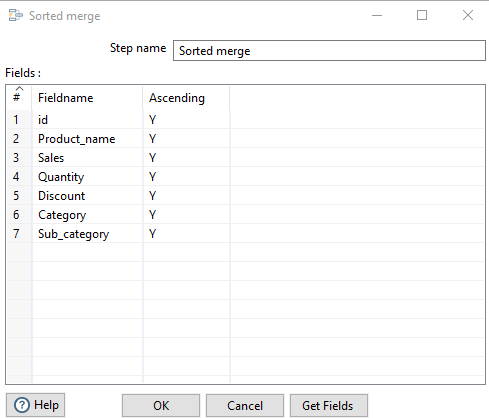 Sorted merge
Step name Sorted merge
Fields :
# Fieldname Ascending
1 id Y
2 Product_name Y
3 Sales Y
4 Quantity Y
5 Discount Y
6 Category Y
7 Sub_category Y
? Help OK Cancel Get Fields